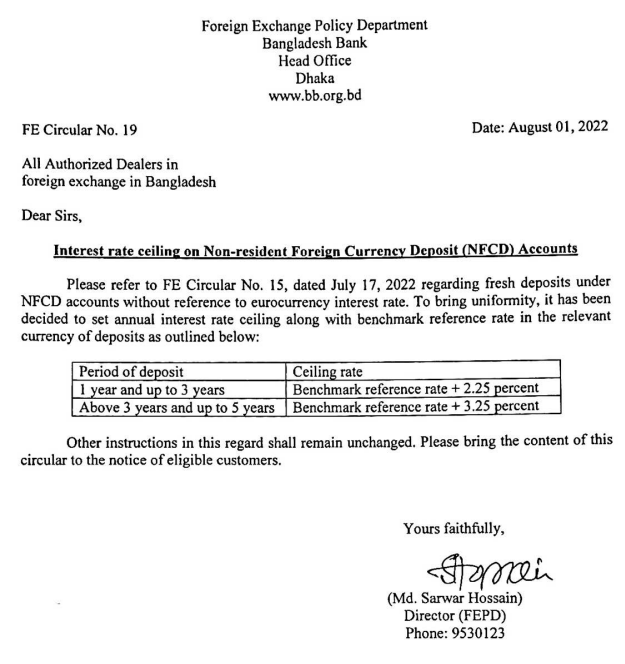 Foreign Exchange Policy Department
Bangladesh Bank
Head Office
Dhaka
www.bb.org.bd
FE Circular No. 19
Date: August 01, 2022
All Authorized Dealers in
foreign exchange in Bangladesh
Dear Sirs,
Interest rate ceiling on Non-resident Foreign Currency Deposit (NFCD) Accounts
Please refer to FE Circular No. 15, dated July 17, 2022 regarding fresh deposits under
NFCD accounts without reference to eurocurrency interest rate. To bring uniformity, it has been
decided to set annual interest rate ceiling along with benchmark reference rate in the relevant
currency of deposits as outlined below:
Period of deposit Ceiling rate
1 year and up to 3 years Benchmark reference rate + 2.25 percent
Above 3 years and up to 5 years Benchmark reference rate + 3.25 percent
Other instructions in this regard shall remain unchanged. Please bring the content of this
circular to the notice of eligible customers.
Yours faithfully,
(Md. Sarwar Hossain)
Director (FEPD)
Phone: 9530123